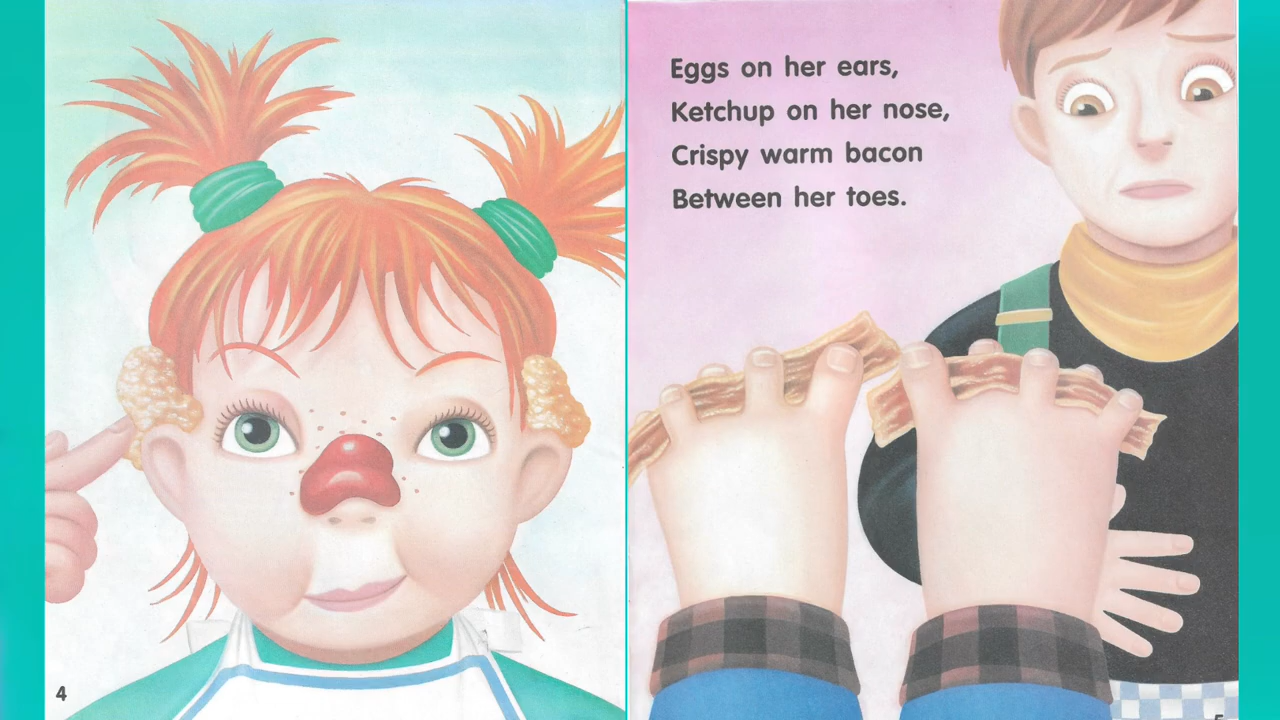 Eggs on her ears,
Ketchup on her nose,
Crispy warm bacon
Between her toes.
4